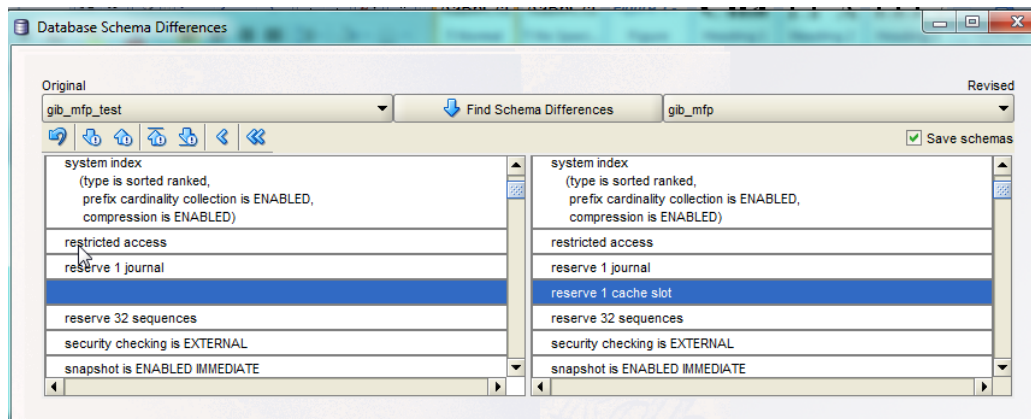 Database Schema Differences
Original
Revised
gib_mfp_test
Find Schema Differences
gib_mfp
Save schemas
system index
(type is sorted ranked,
prefix cardinality collection is ENABLED,
compression is ENABLED)
restricted access
reserve 1 journal
reserve 32 sequences
security checking is EXTERNAL
snapshot is ENABLED IMMEDIATE
system index
(type is sorted ranked,
prefix cardinality collection is ENABLED,
compression is ENABLED)
restricted access
reserve 1 journal
reserve 1 cache slot
reserve 32 sequences
security checking is EXTERNAL
snapshot is ENABLED IMMEDIATE